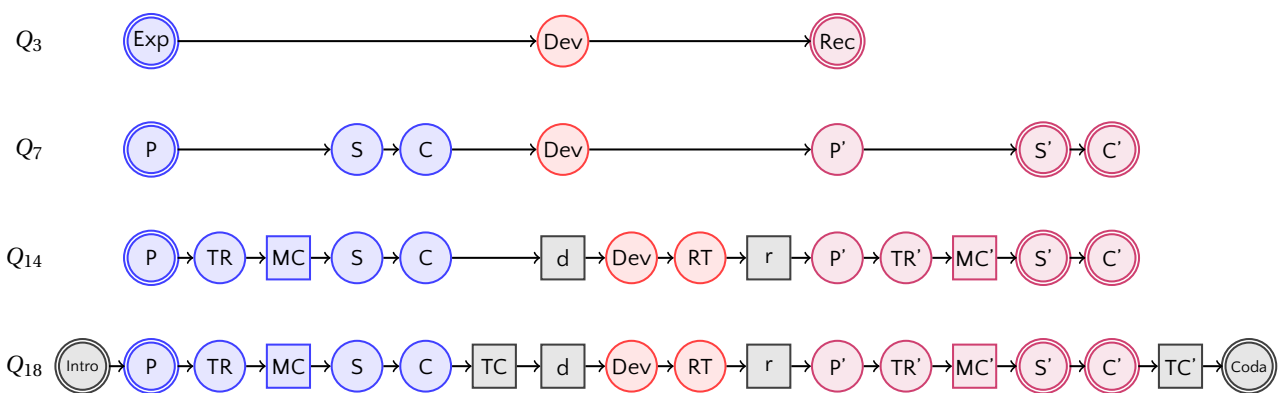 Q3 Exp Dev Rec
Q7 P S C Dev P' S' C'
Q14 P TR MC S C d Dev RT r P' TR' MC' S' C'
Q18 Intro P TR MC S C TC d Dev RT r P' TR' MC' S' C' TC' Coda